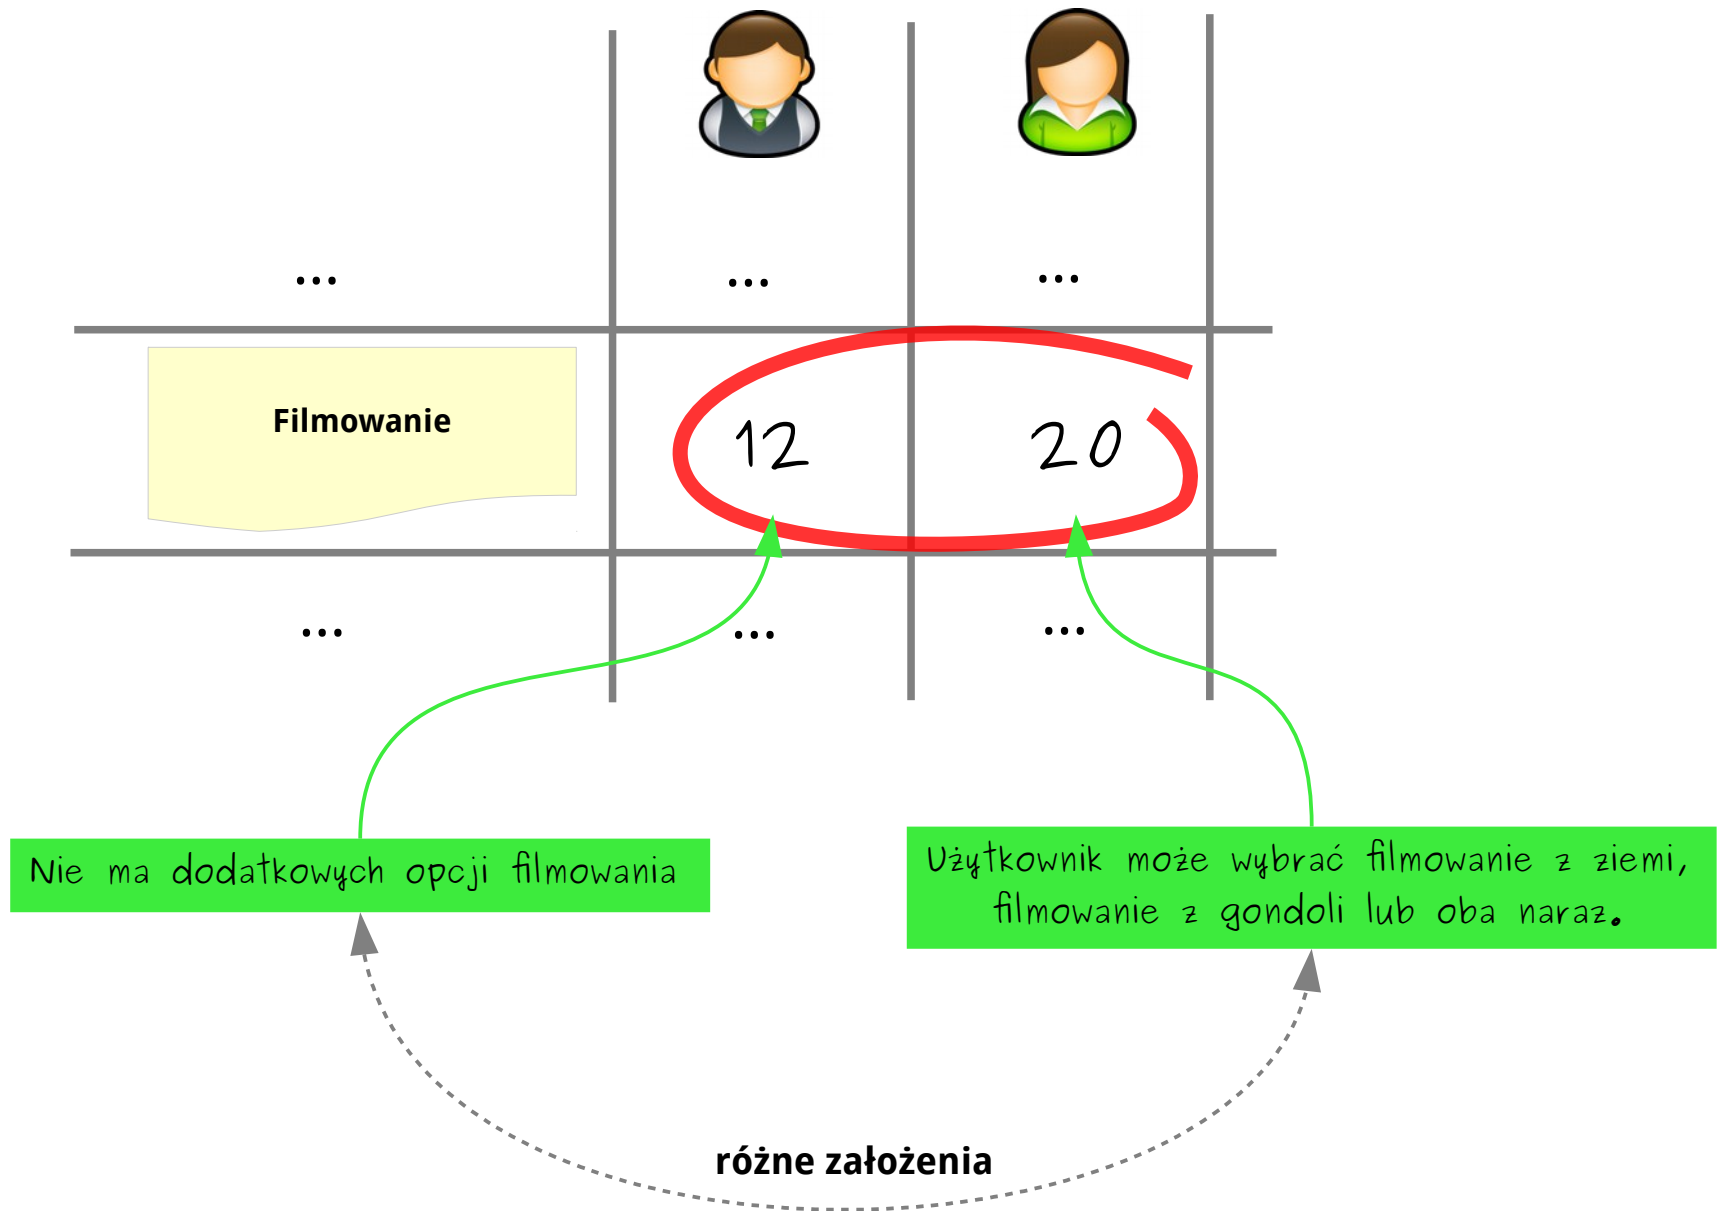 ... ... ...
Filmowanie 12 20
... ... ...
Nie ma dodatkowych opcji filmowania
Użytkownik może wybrać filmowanie z ziemi,
filmowanie z gondoli lub oba naraz.
różne założenia